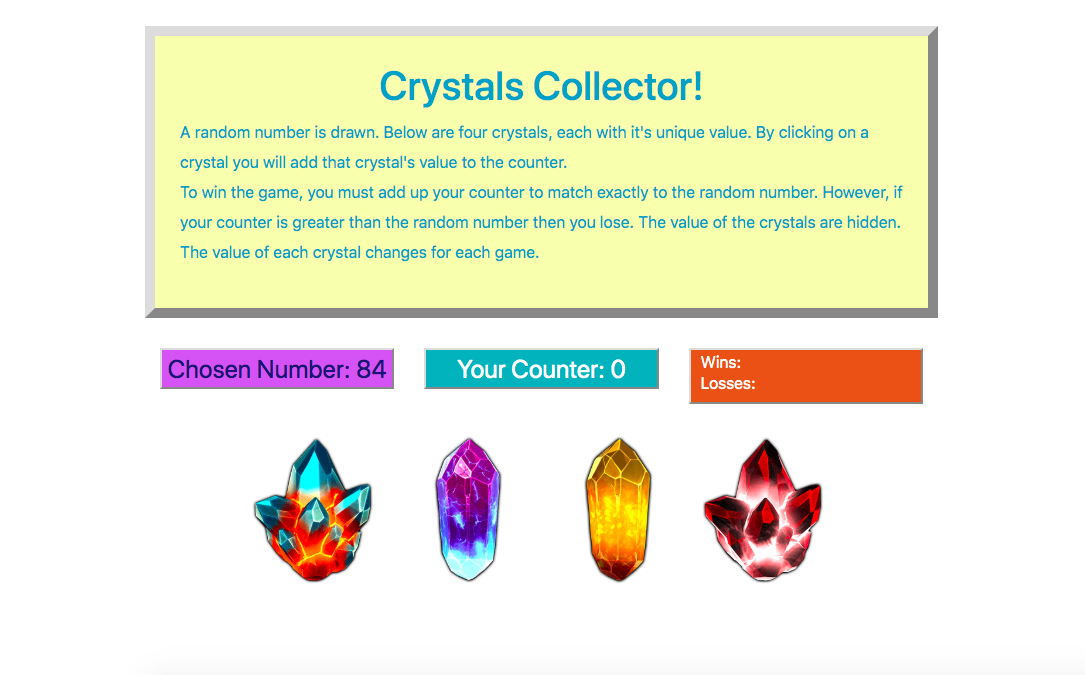 Crystals Collector!
A random number is drawn. Below are four crystals, each with it's unique value. By clicking on a
crystal you will add that crystal's value to the counter.
To win the game, you must add up your counter to match exactly to the random number. However, if
your counter is greater than the random number then you lose. The value of the crystals are hidden.
The value of each crystal changes for each game.
Chosen Number: 84
Your Counter: 0
Wins:
Losses: